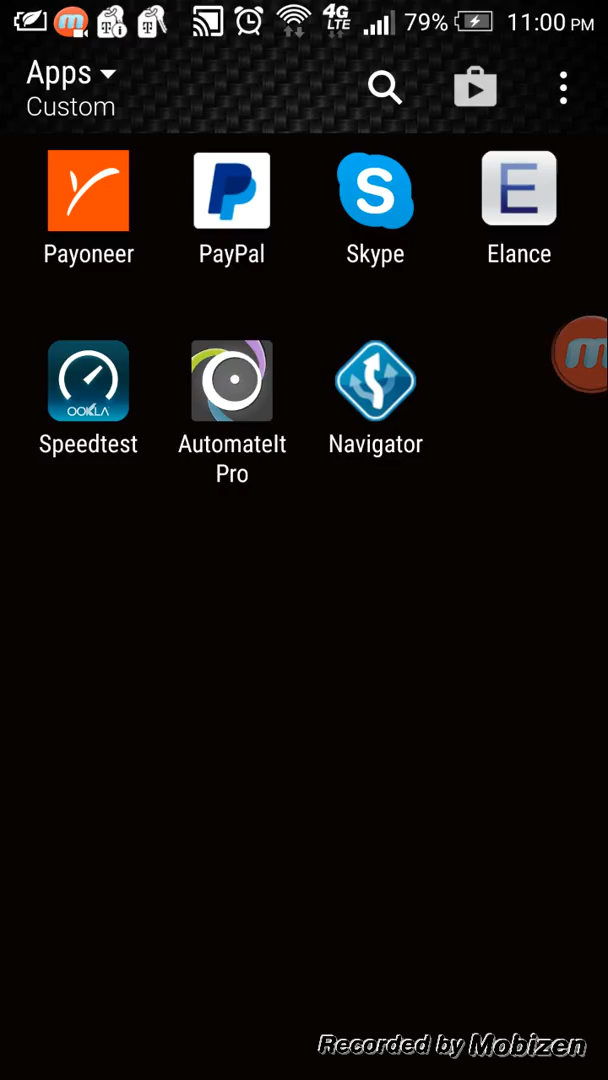 4G LTE 79% 11:00 PM
Apps
Custom
Payoneer PayPal Skype Elance
OOKLA
Speedtest AutomateIt Pro Navigator
Recorded by Mobizen